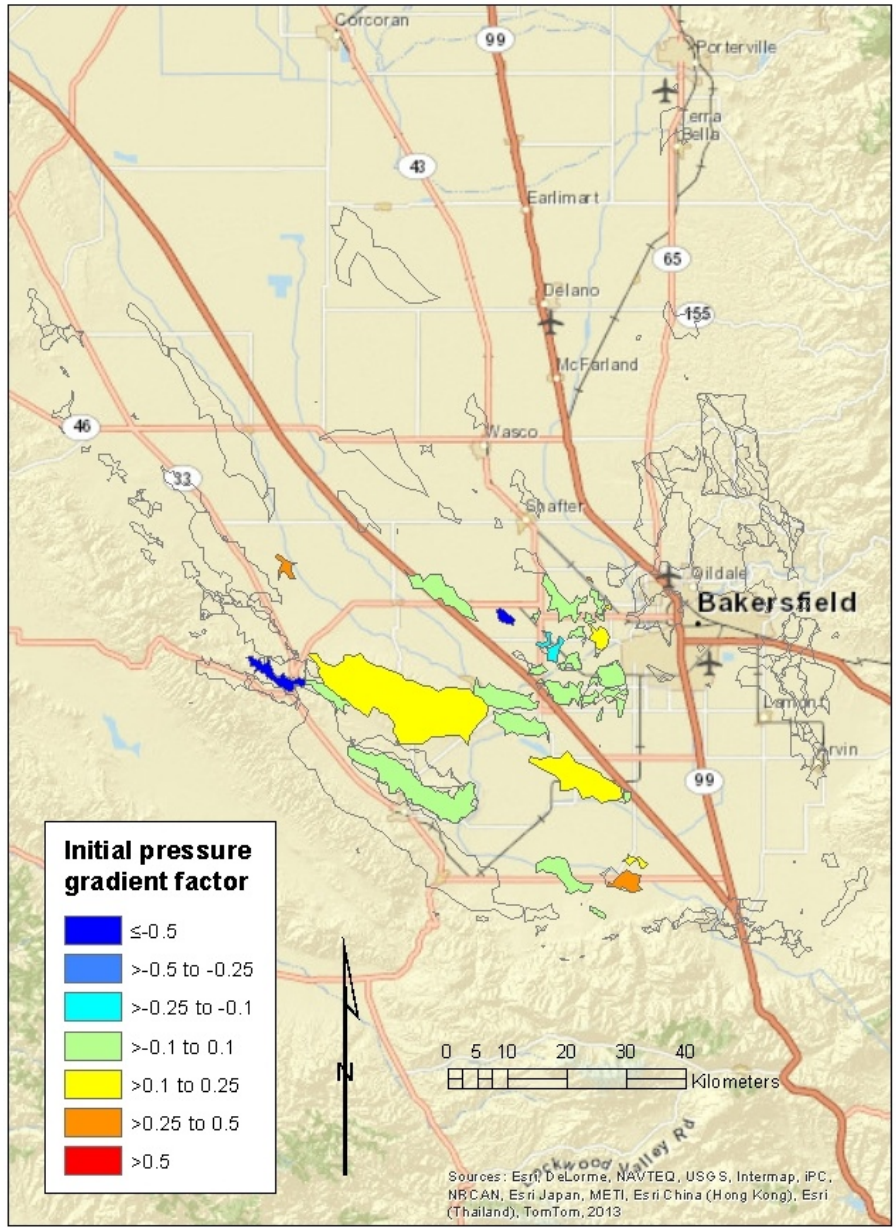 Corcoran
99
Porterville
Terra
Bella
43
Earlimart
65
Delano
155
McFarland
46
Wasco
33
Shafter
Oildale
Bakersfield
Lamont
Arvin
99
Initial pressure
gradient factor
≤-0.5
>-0.5 to -0.25
>-0.25 to -0.1
>-0.1 to 0.1
>0.1 to 0.25
>0.25 to 0.5
>0.5
N
0 5 10 20 30 40
Kilometers
ockwood Valley Rd
Sources: Esri, DeLorme, NAVTEQ, USGS, Intermap, iPC,
NRCAN, Esri Japan, METI, Esri China (Hong Kong), Esri
(Thailand), TomTom, 2013